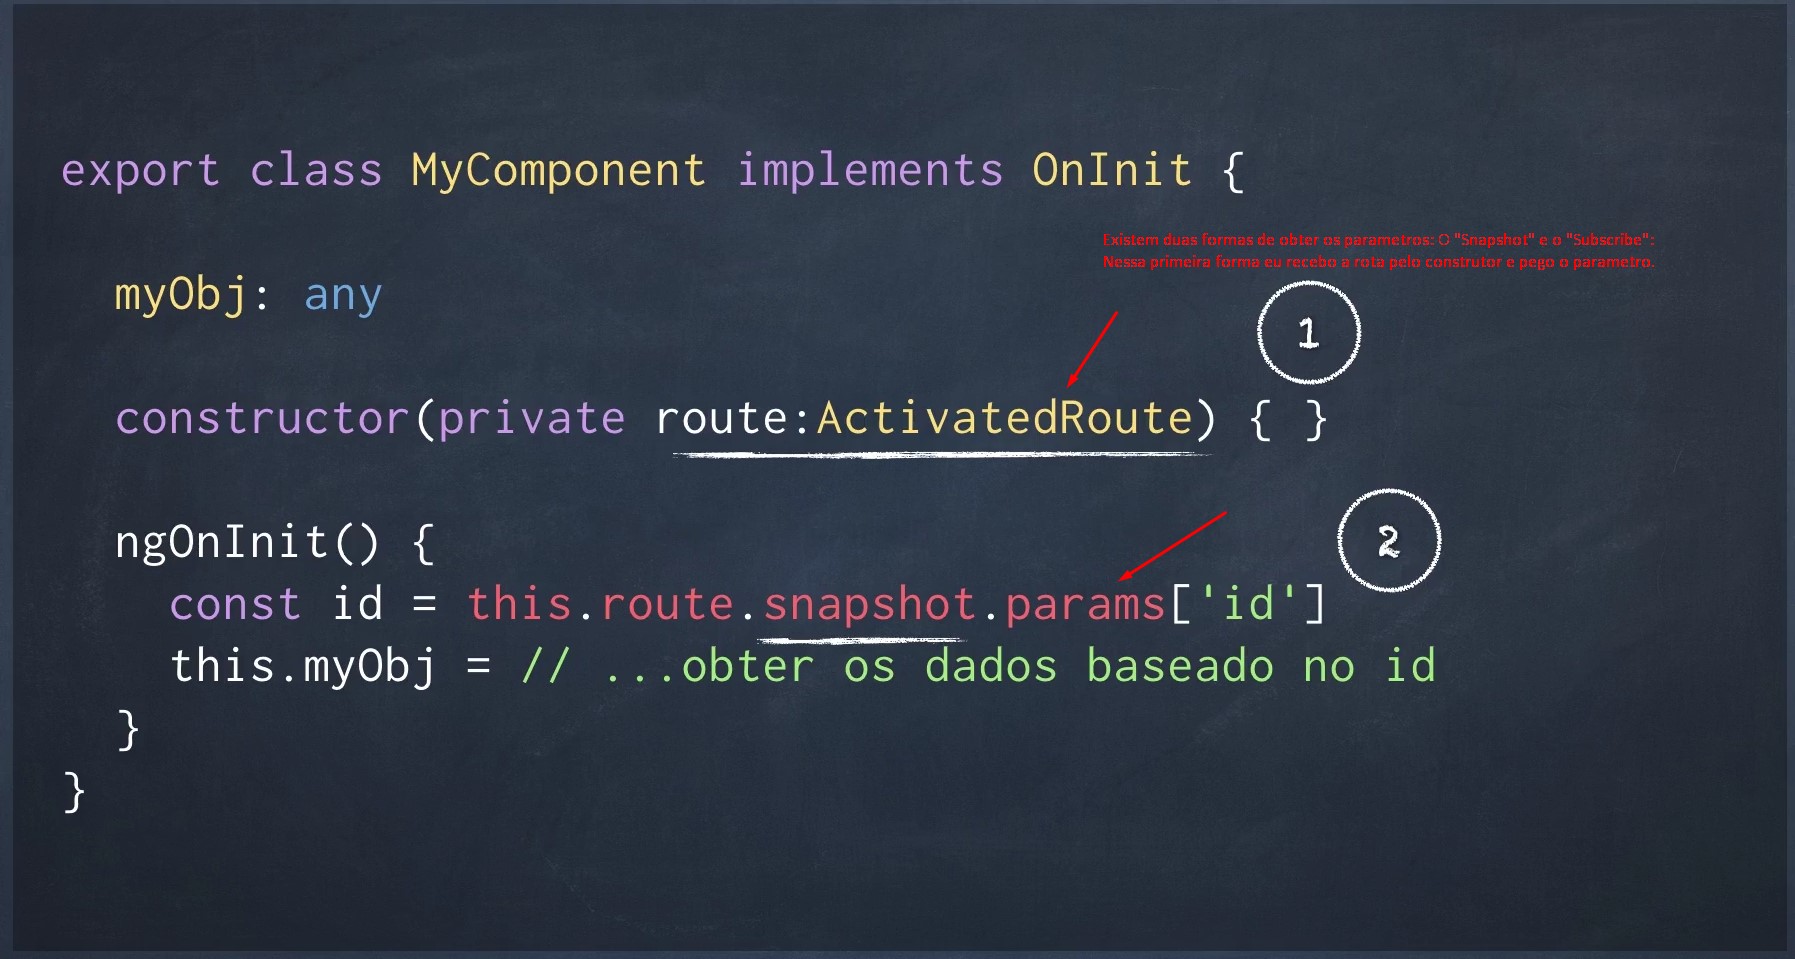 export class MyComponent implements OnInit {
Existem duas formas de obter os parametros: O "Snapshot" e o "Subscribe":
Nessa primeira forma eu recebo a rota pelo construtor e pego o parametro.
myObj: any
1
constructor(private route:ActivatedRoute) { }
2
ngOnInit() {
const id = this.route.snapshot.params['id']
this.myObj = // ...obter os dados baseado no id
}
}